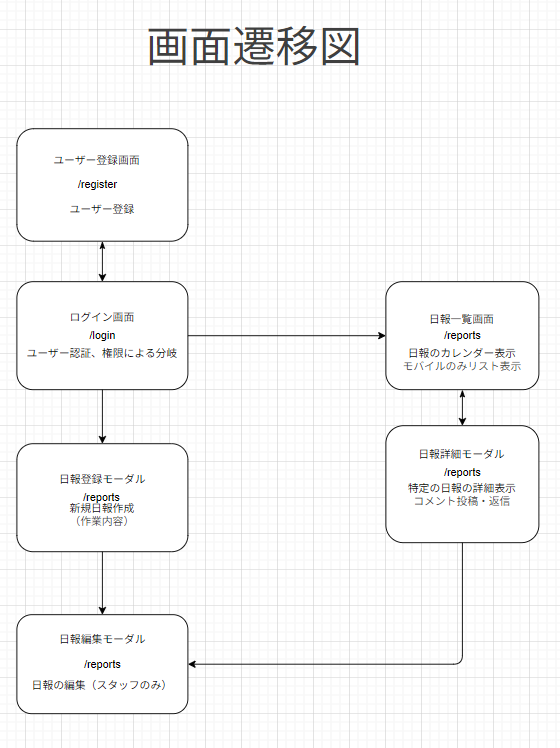 画面遷移図
ユーザー登録画面
/register
ユーザー登録
ログイン画面
/login
ユーザー認証、権限による分岐
日報一覧画面
/reports
日報のカレンダー表示
モバイルのみリスト表示
日報登録モーダル
/reports
新規日報作成
（作業内容）
日報詳細モーダル
/reports
特定の日報の詳細表示
コメント投稿・返信
日報編集モーダル
/reports
日報の編集（スタッフのみ）